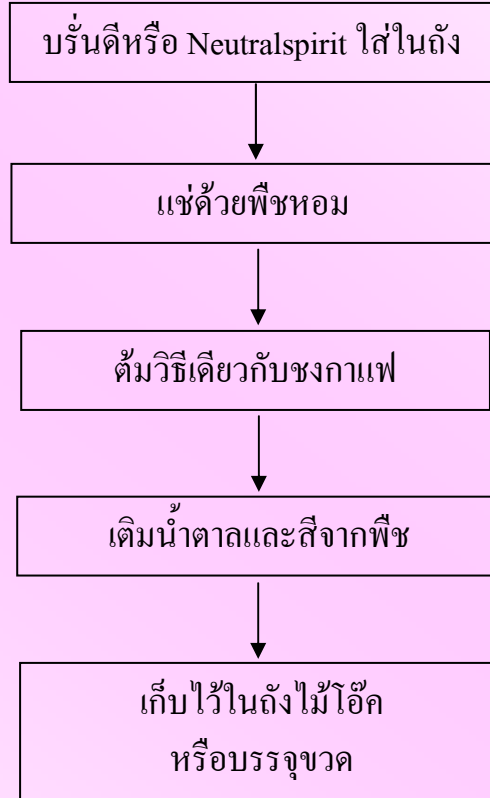 บรั่นดีหรือ Neutralspirit ใส่ในถัง
แช่ด้วยพืชหอม
ต้มวิธีเดียวกับชงกาแฟ
เติมน้ำตาลและสีจากพืช
เก็บไว้ในถังไม้โอ๊ค
หรือบรรจุขวด